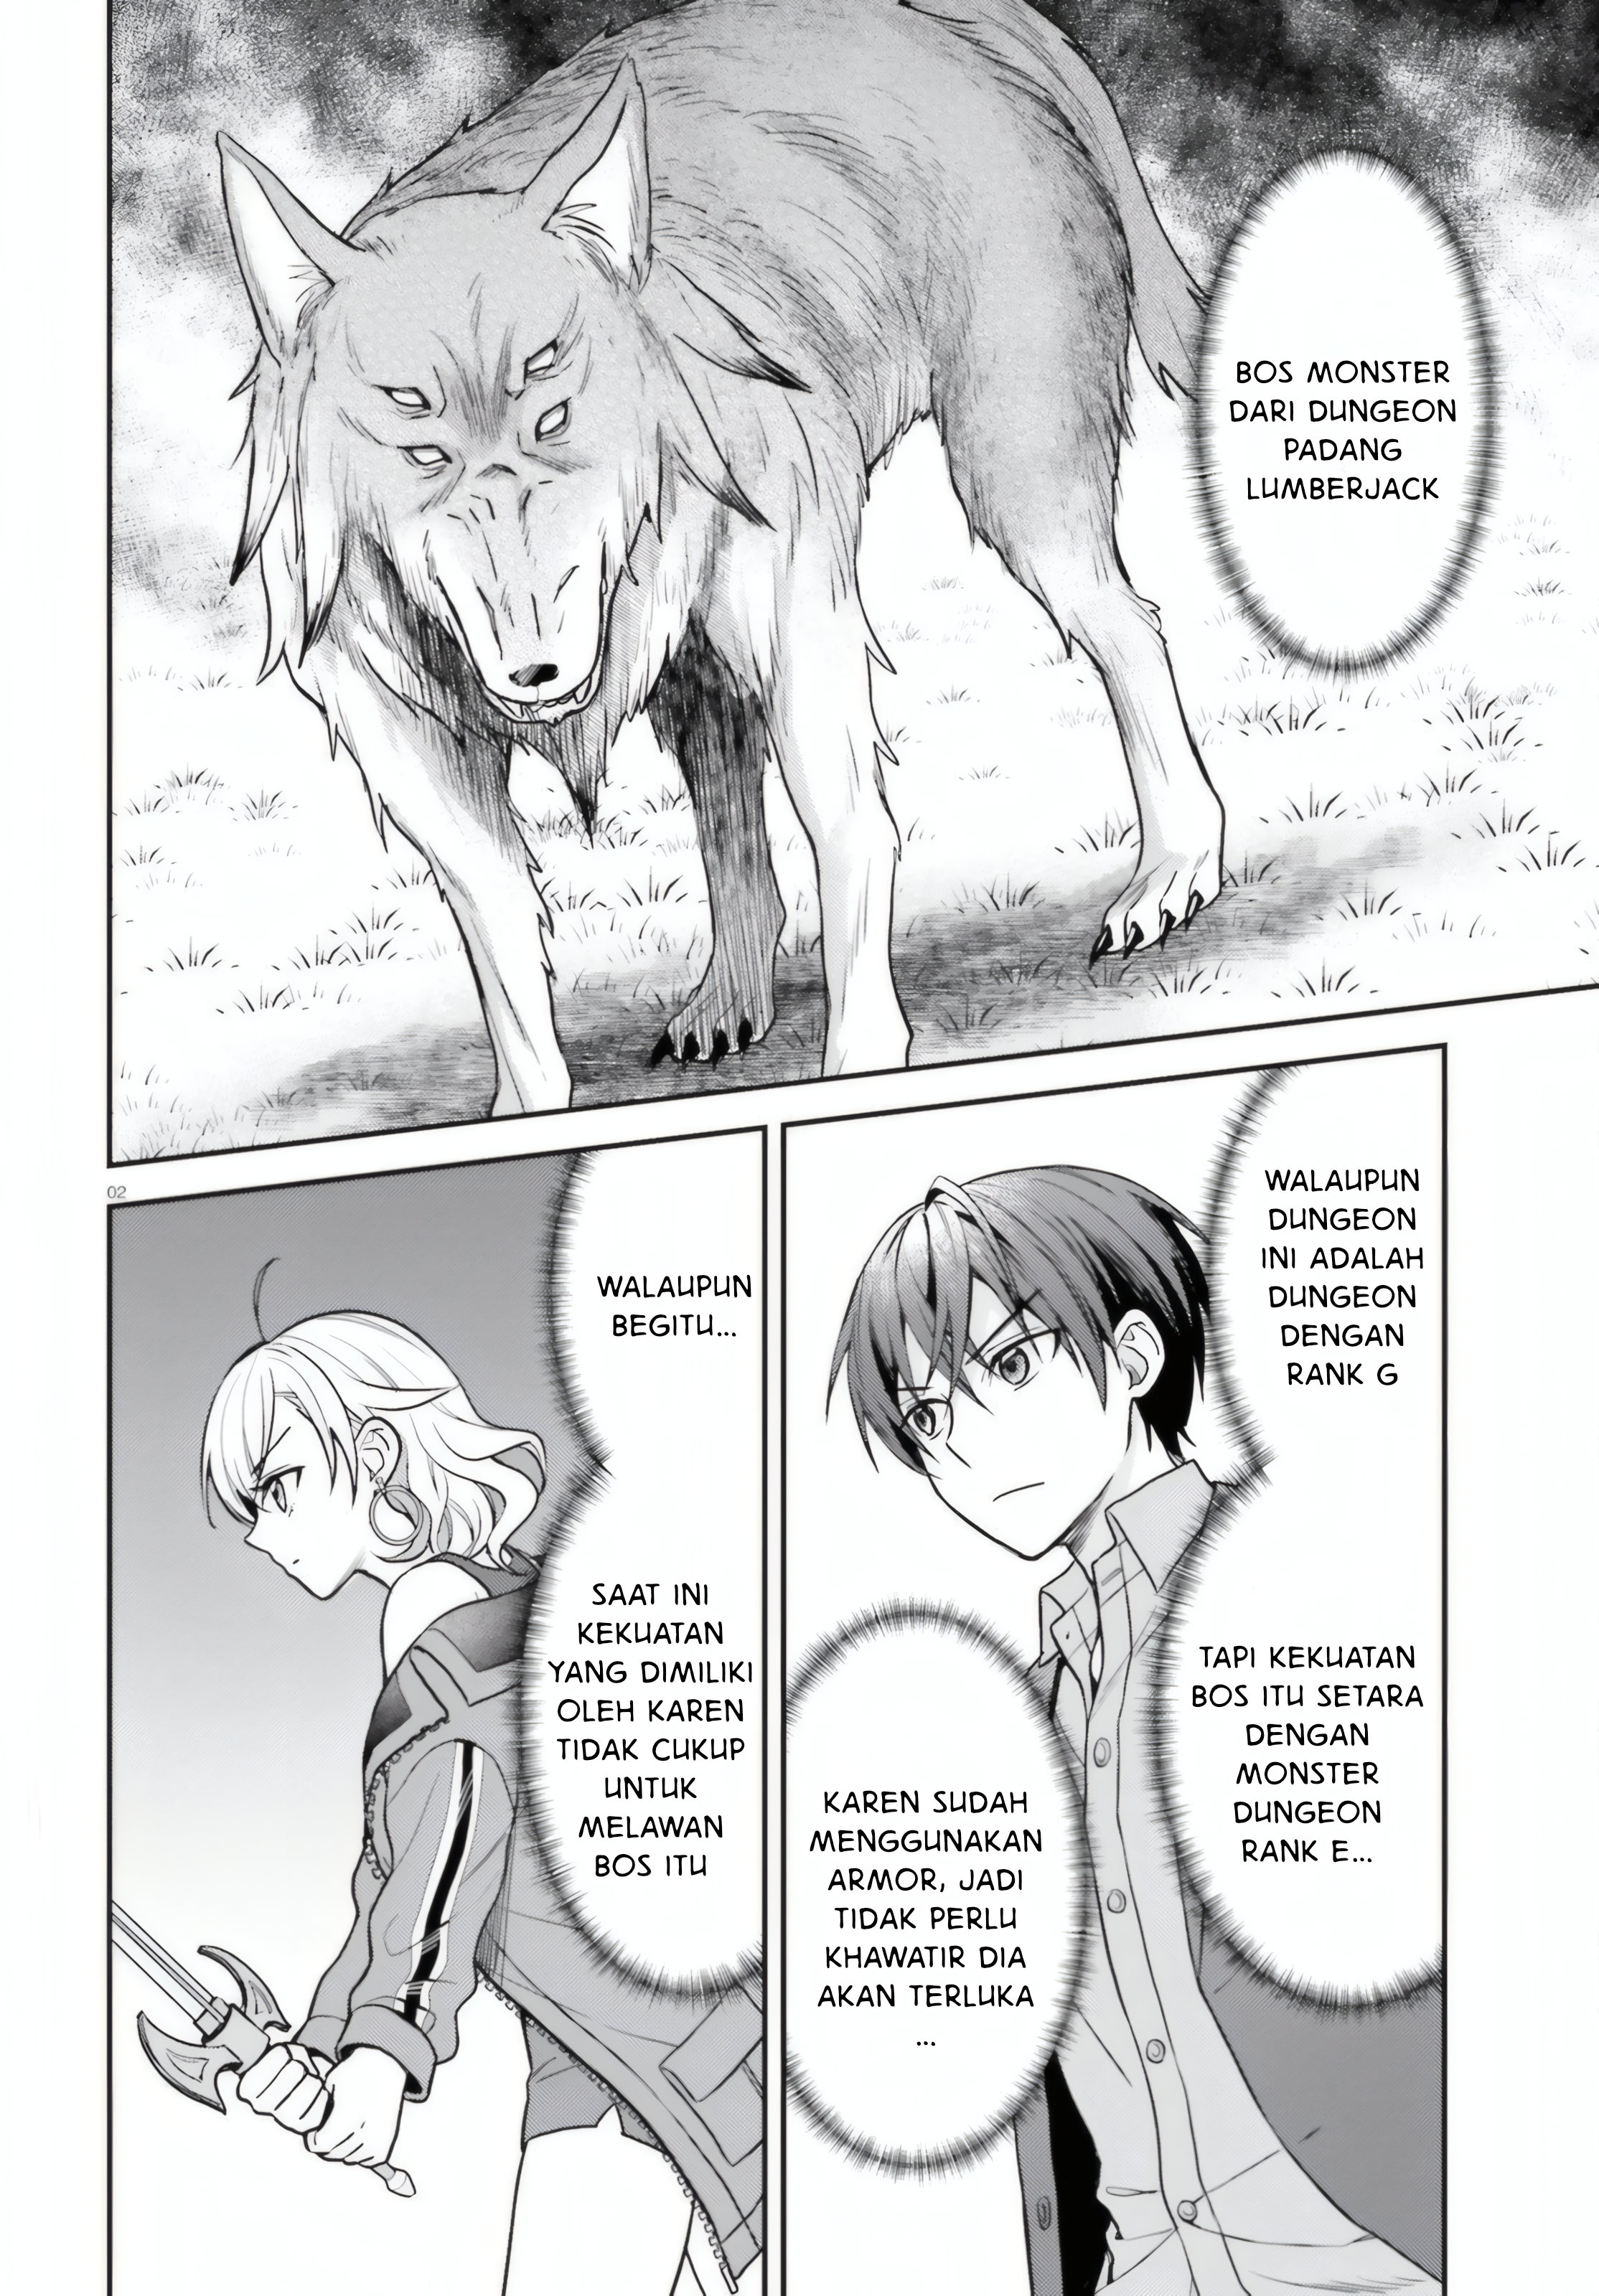 BOS MONSTER
DARI DUNGEON
PADANG
LUMBERJACK
WALAUPUN
DUNGEON
INI ADALAH
DUNGEON
DENGAN
RANK G
TAPI KEKUATAN
BOS ITU SETARA
DENGAN
MONSTER
DUNGEON
RANK E...
KAREN SUDAH
MENGGUNAKAN
ARMOR, JADI
TIDAK PERLU
KHAWATIR DIA
AKAN TERLUKA
...
02
WALAUPUN
BEGITU...
SAAT INI
KEKUATAN
YANG DIMILIKI
OLEH KAREN
TIDAK CUKUP
UNTUK
MELAWAN
BOS ITU